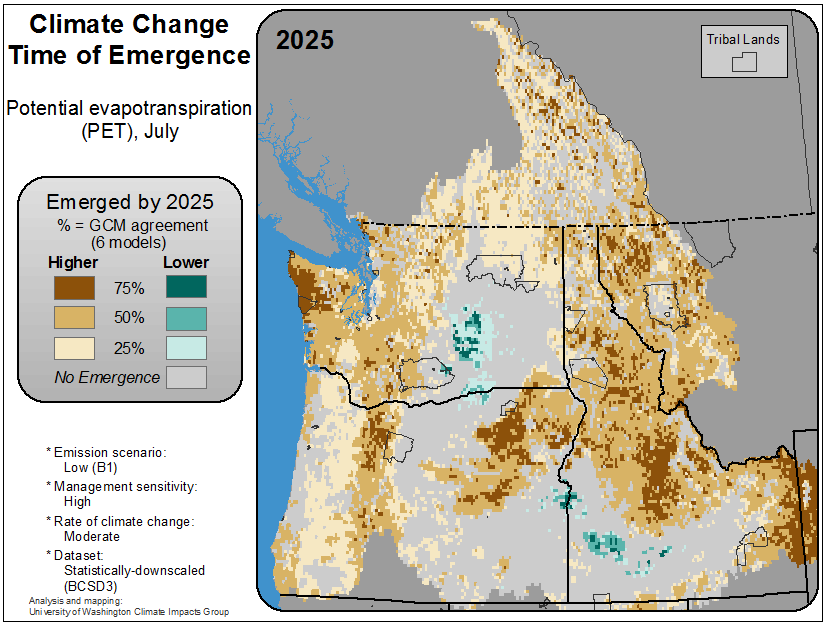 Climate Change
Time of Emergence
Potential evapotranspiration
(PET), July
Emerged by 2025
% = GCM agreement
(6 models)
Higher Lower
75%
50%
25%
No Emergence
* Emission scenario:
Low (B1)
* Management sensitivity:
High
* Rate of climate change:
Moderate
* Dataset:
Statistically-downscaled
(BCSD3)
Analysis and mapping:
University of Washington Climate Impacts Group
2025
Tribal Lands